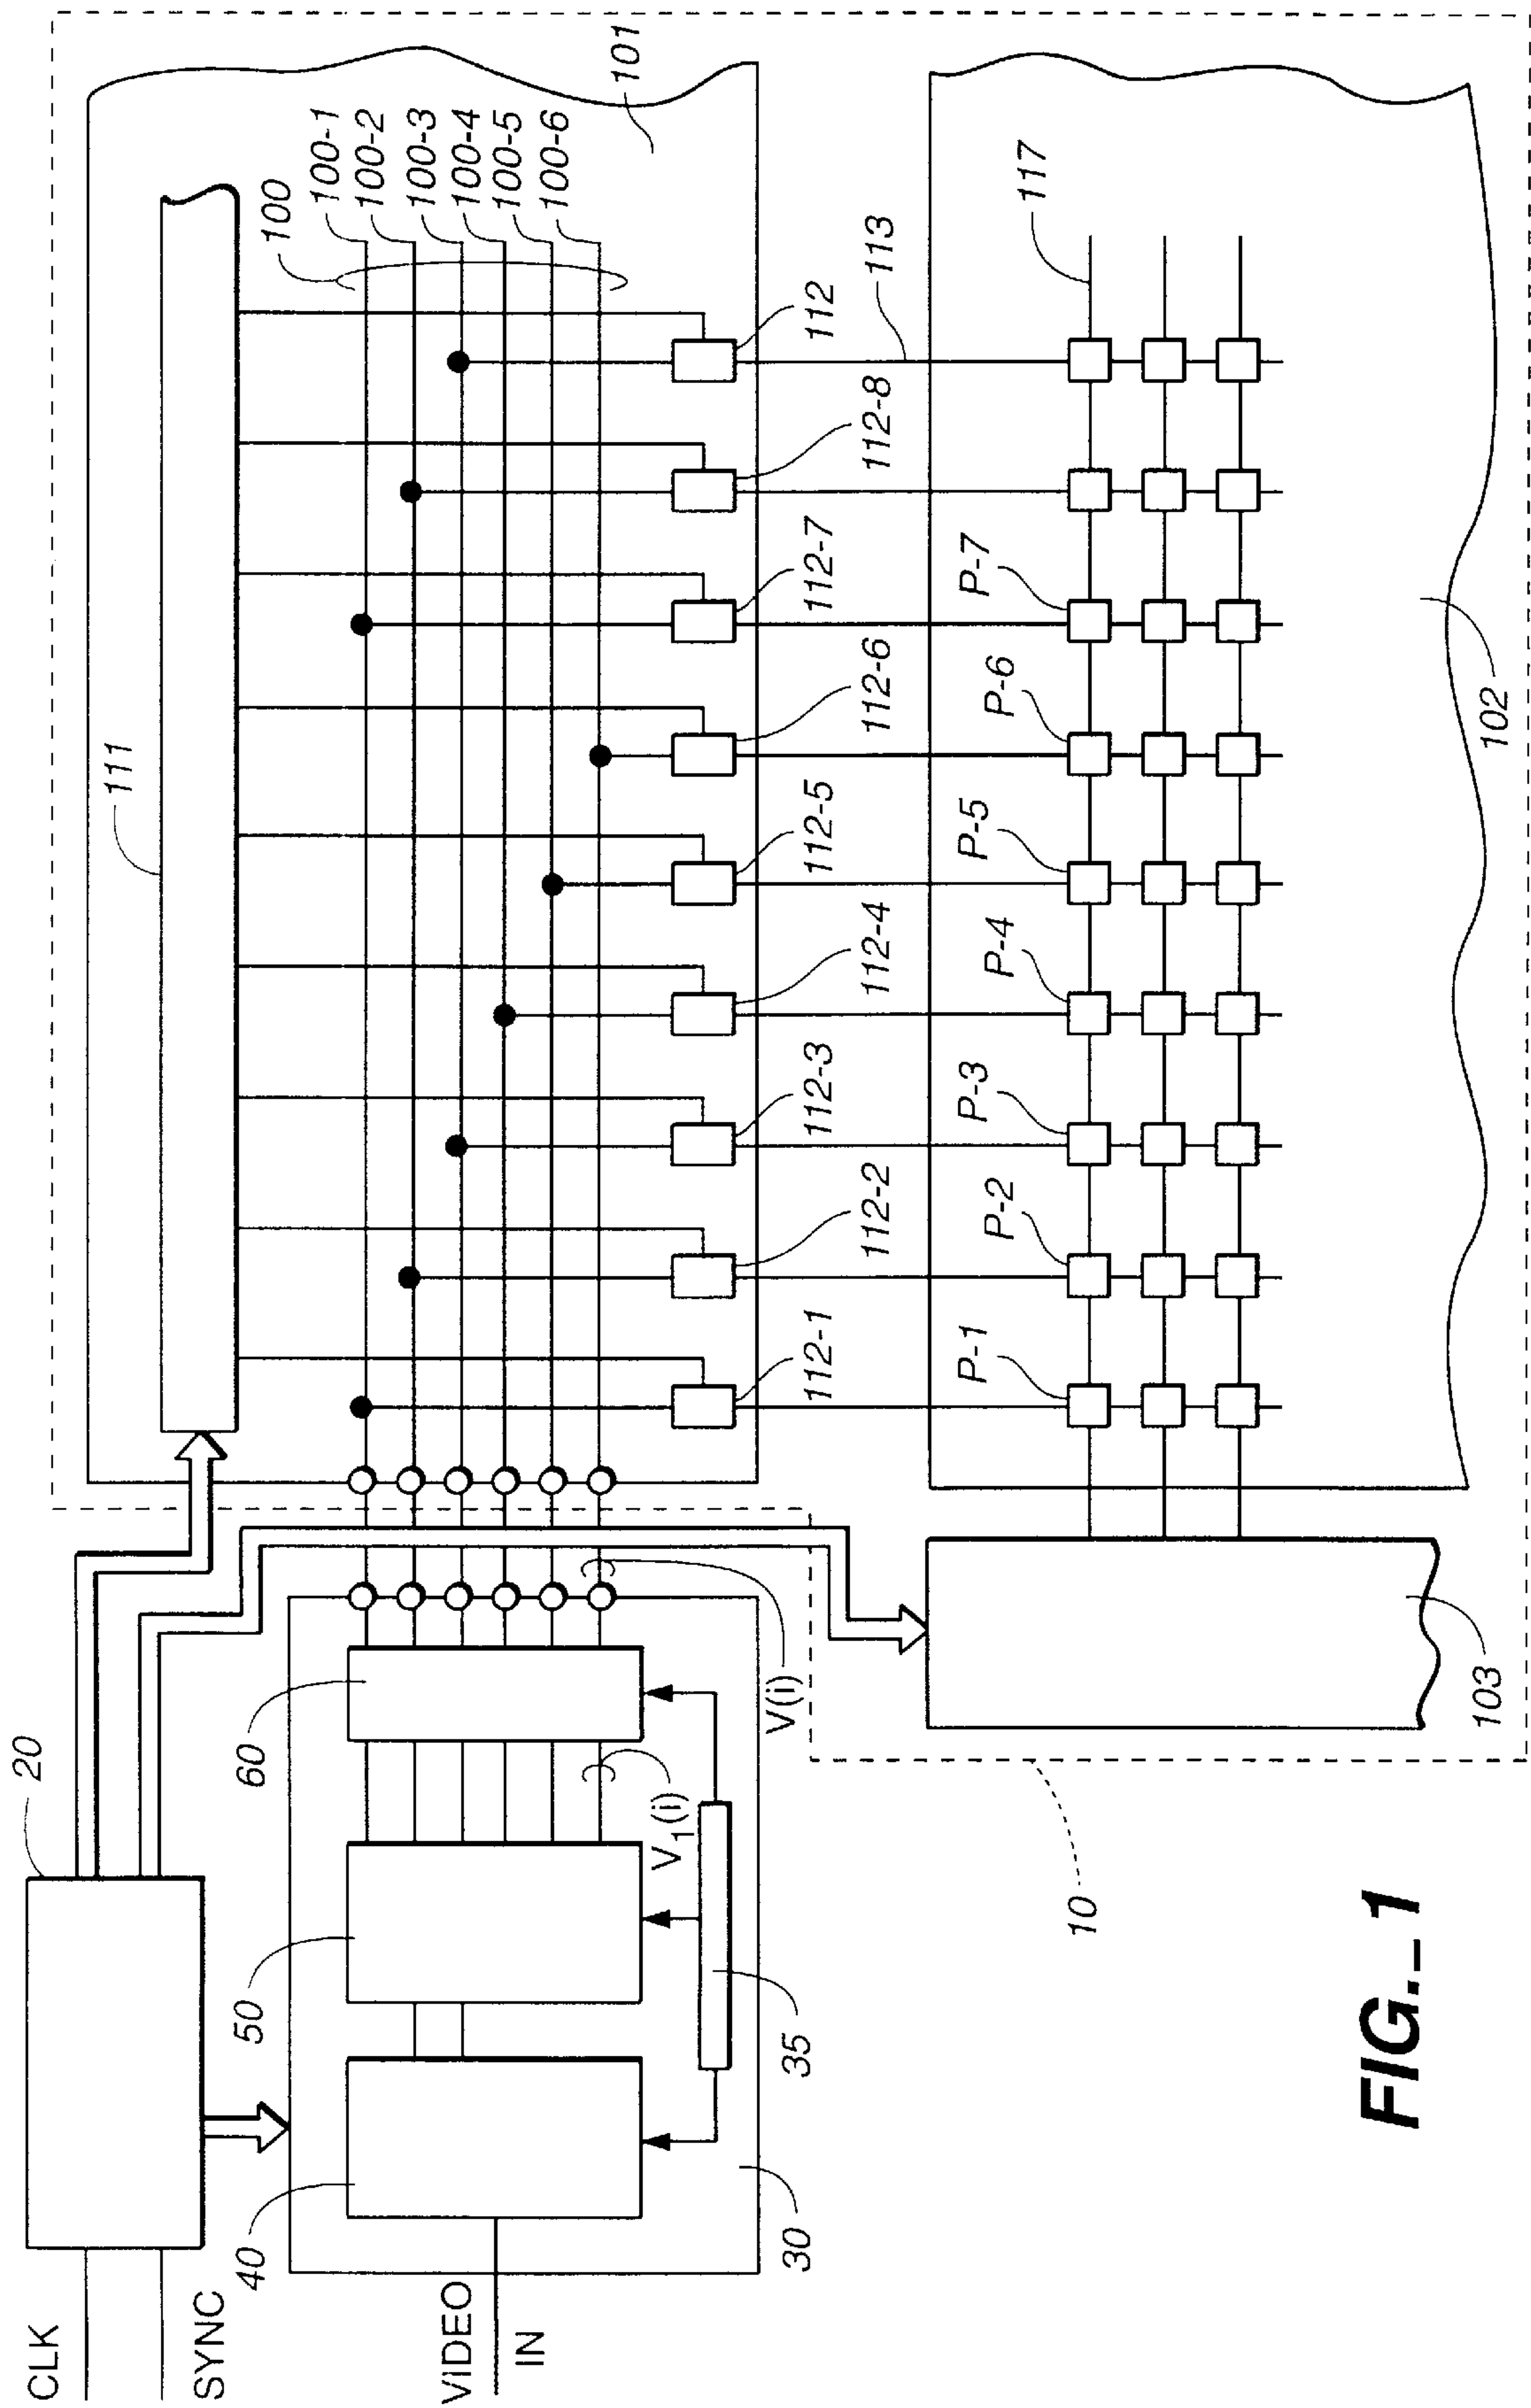 CLK
SYNC
VIDEO
IN
20
30
35
40
50
60
V₁(i)
V(i)
10
111
100
100-1
100-2
100-3
100-4
100-5
100-6
101
112-1
112-2
112-3
112-4
112-5
112-6
112-7
112-8
112
113
P-1
P-2
P-3
P-4
P-5
P-6
P-7
117
102
103
FIG._1